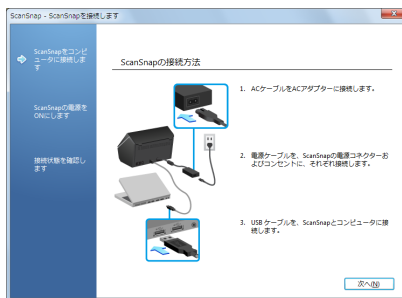 ScanSnap - ScanSnapを接続します
ScanSnapをコンピ
ュータに接続しま
す
ScanSnapの電源を
ONにします
接続状態を確認し
ます
ScanSnapの接続方法
1. ACケーブルをACアダプターに接続します。
2. 電源ケーブルを、ScanSnapの電源コネクターお
よびコンセントに、それぞれ接続します。
3. USB ケーブルを、ScanSnapとコンピュータに接
続します。
次へ(N)